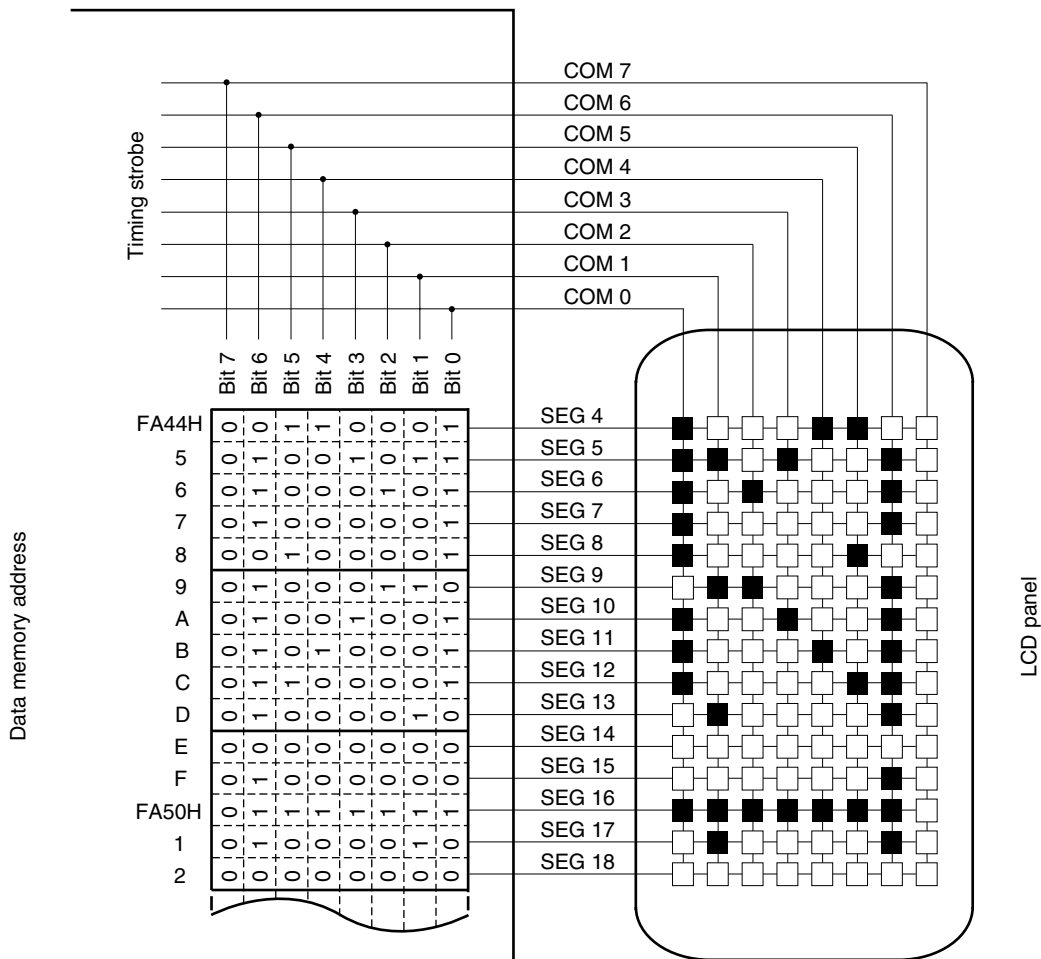 COM 7
COM 6
COM 5
COM 4
COM 3
COM 2
COM 1
COM 0
Timing strobe
Bit 7 Bit 6 Bit 5 Bit 4 Bit 3 Bit 2 Bit 1 Bit 0
FA44H 0 0 1 1 0 0 0 1 SEG 4
5 0 1 0 0 1 0 1 1 SEG 5
6 0 1 0 0 0 1 0 1 SEG 6
7 0 1 0 0 0 0 0 1 SEG 7
8 0 0 1 0 0 0 0 1 SEG 8
9 0 1 0 0 0 1 1 0 SEG 9
A 0 1 0 0 1 0 0 1 SEG 10
B 0 1 0 1 0 0 0 1 SEG 11
C 0 1 1 0 0 0 0 1 SEG 12
D 0 1 0 0 0 0 1 0 SEG 13
E 0 0 0 0 0 0 0 0 SEG 14
F 0 1 0 0 0 0 0 0 SEG 15
FA50H 0 1 1 1 1 1 1 1 SEG 16
1 0 1 0 0 0 0 1 0 SEG 17
2 0 0 0 0 0 0 0 0 SEG 18
Data memory address
LCD panel